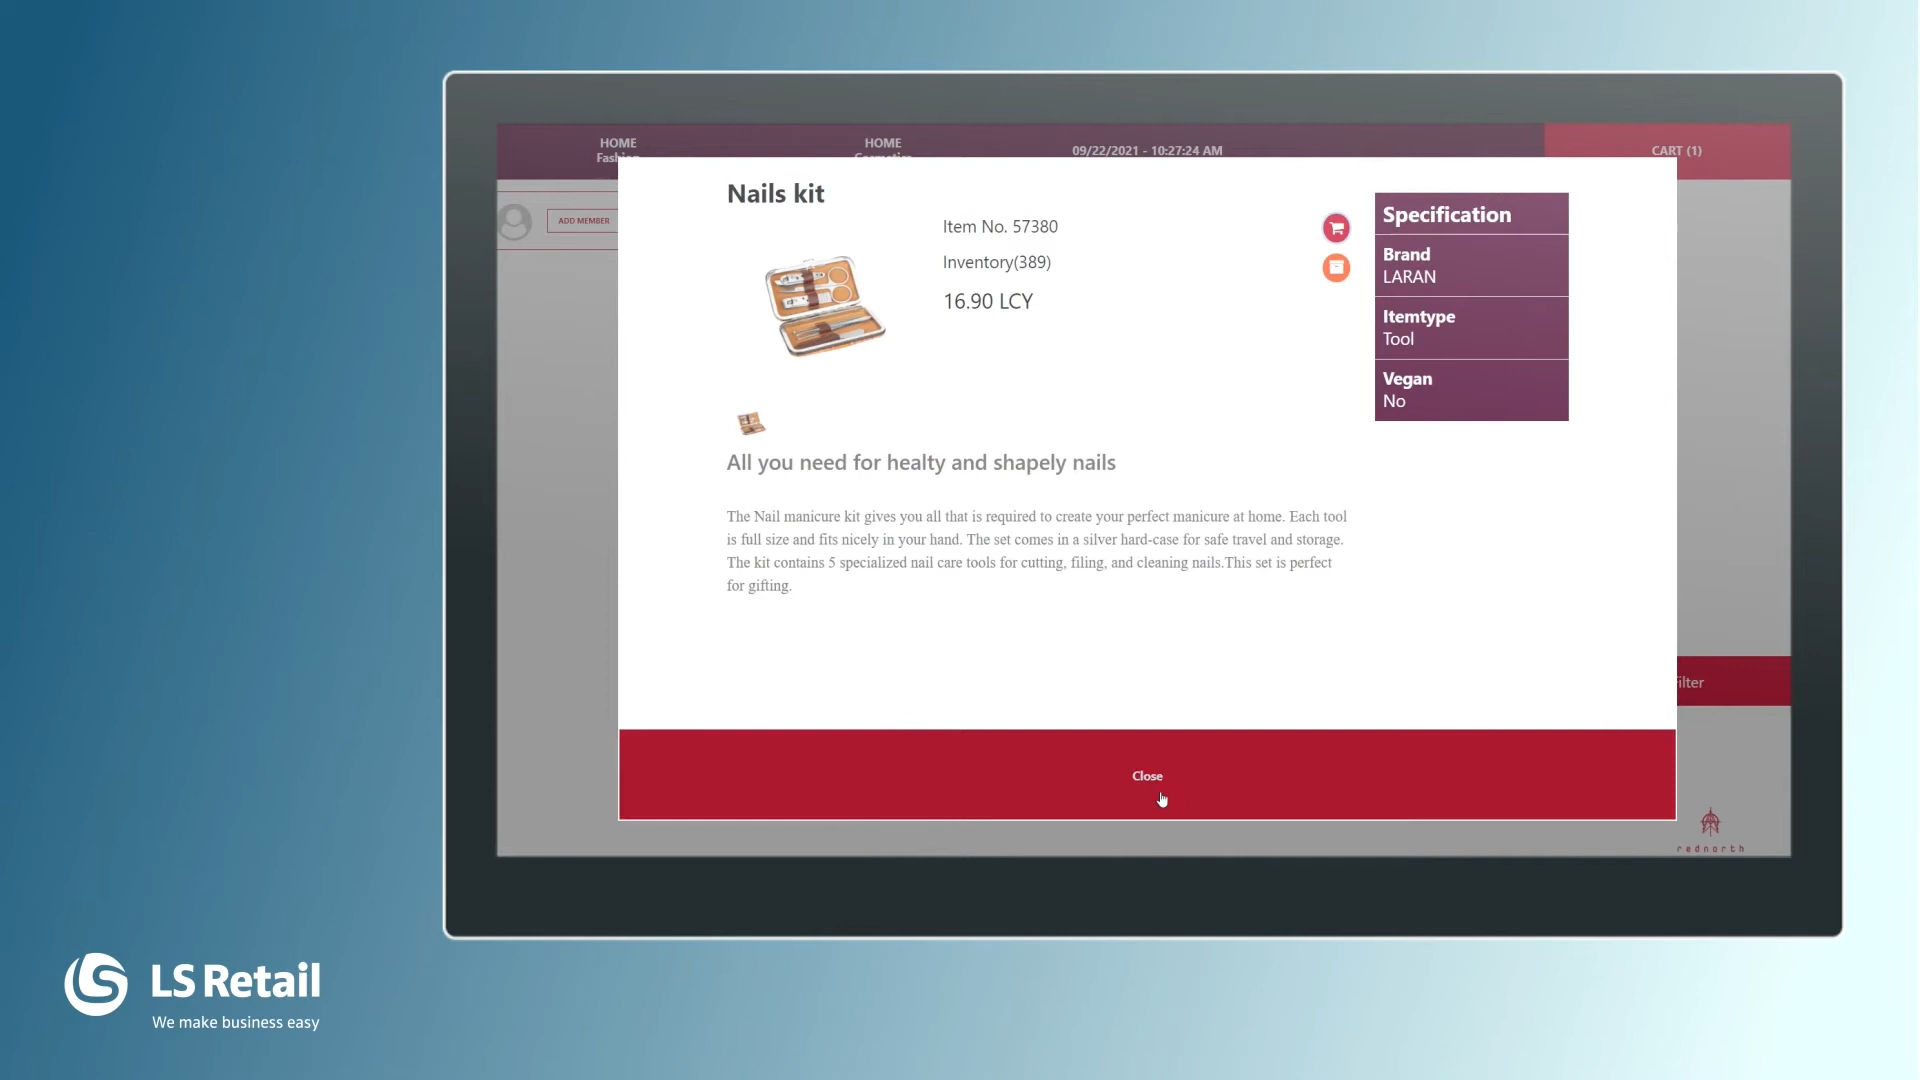 HOME
HOME
09/22/2021 - 10:27:24 AM
CART (1)
Nails kit
ADD MEMBER
Item No. 57380
Inventory(389)
16.90 LCY
Specification
Brand
LARAN
Itemtype
Tool
Vegan
No
All you need for healty and shapely nails
The Nail manicure kit gives you all that is required to create your perfect manicure at home. Each tool
is full size and fits nicely in your hand. The set comes in a silver hard-case for safe travel and storage.
The kit contains 5 specialized nail care tools for cutting, filing, and cleaning nails.This set is perfect
for gifting.
Close
rednorth
LS Retail
We make business easy